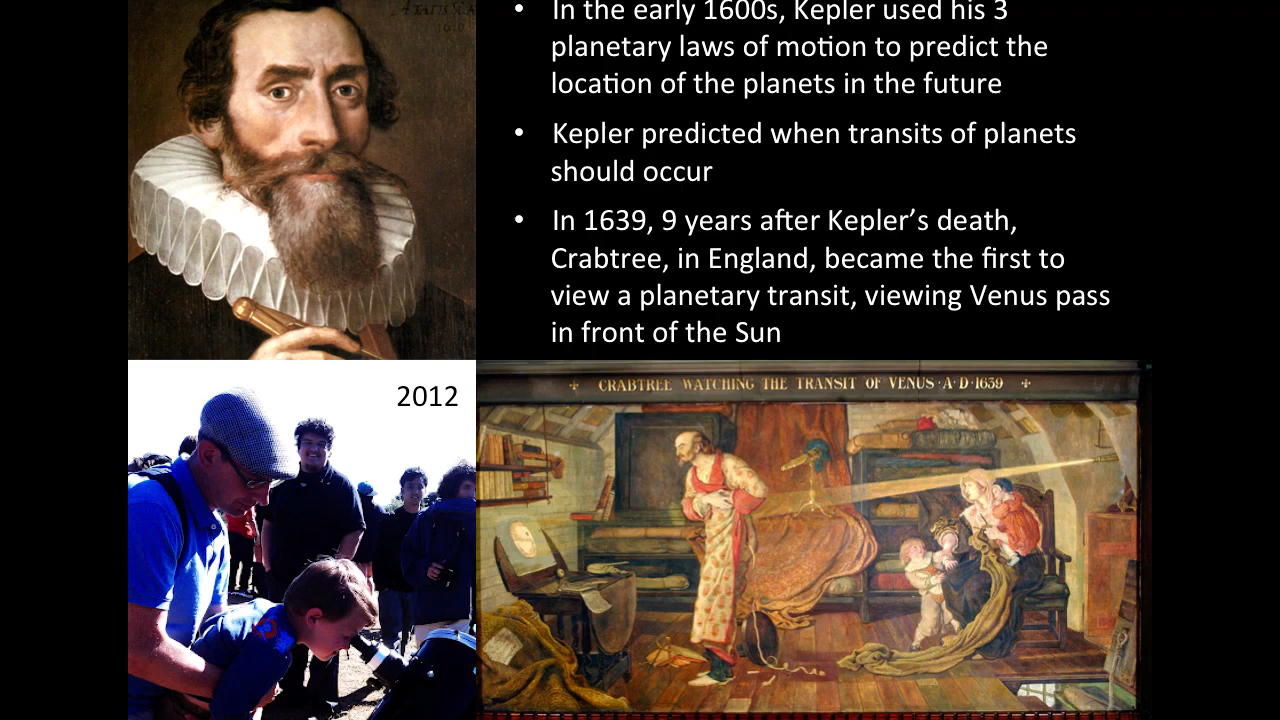 • In the early 1600s, Kepler used his 3
planetary laws of motion to predict the
location of the planets in the future
• Kepler predicted when transits of planets
should occur
• In 1639, 9 years after Kepler’s death,
Crabtree, in England, became the first to
view a planetary transit, viewing Venus pass
in front of the Sun
2012
CRABTREE WATCHING THE TRANSIT OF VENUS · A · D · 1639